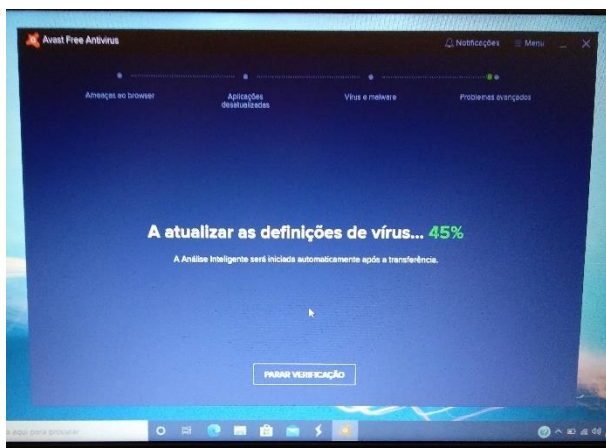 Avast Free Antivirus
Notificações
Menu
Ameaças ao browser
Aplicações
desatualizadas
Vírus e malware
Problemas avançados
A atualizar as definições de vírus... 45%
A Análise Inteligente será iniciada automaticamente após a transferência.
PARAR VERIFICAÇÃO
aqui para procurar